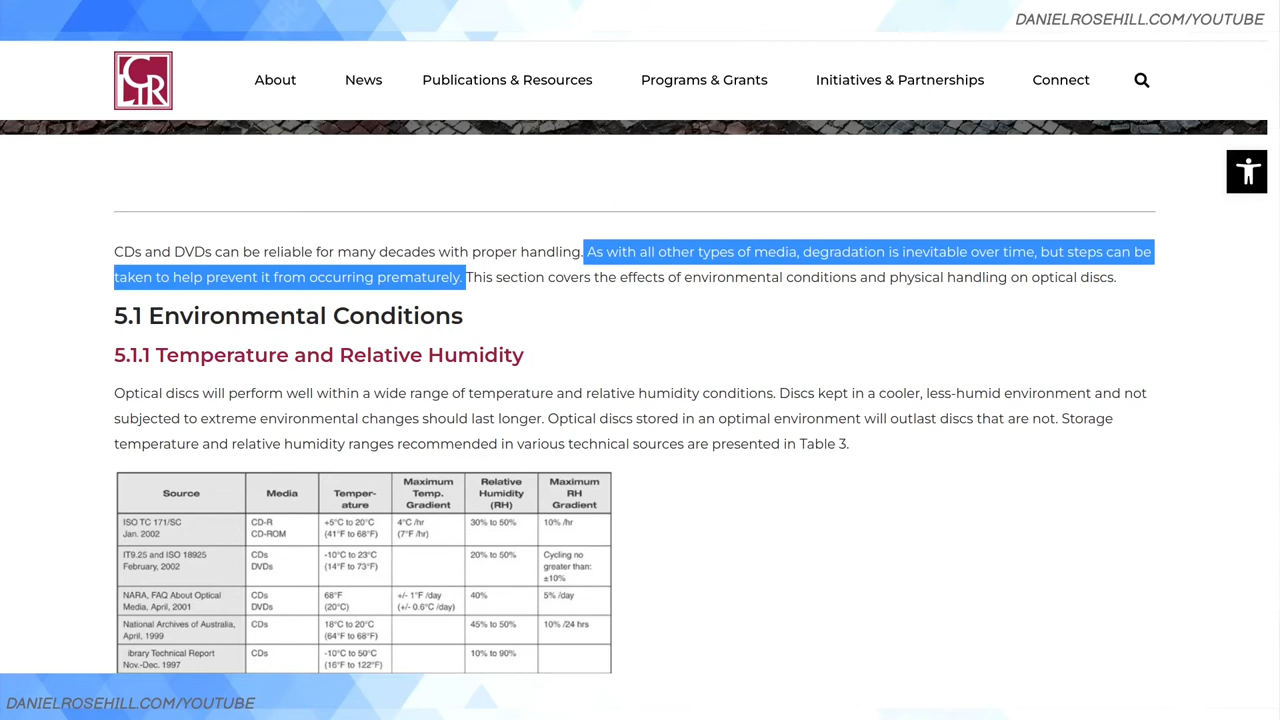 DANIELROSEHILL.COM/YOUTUBE
CLIR
About News Publications & Resources Programs & Grants Initiatives & Partnerships Connect
CDs and DVDs can be reliable for many decades with proper handling. As with all other types of media, degradation is inevitable over time, but steps can be
taken to help prevent it from occurring prematurely. This section covers the effects of environmental conditions and physical handling on optical discs.
5.1 Environmental Conditions
5.1.1 Temperature and Relative Humidity
Optical discs will perform well within a wide range of temperature and relative humidity conditions. Discs kept in a cooler, less-humid environment and not
subjected to extreme environmental changes should last longer. Optical discs stored in an optimal environment will outlast discs that are not. Storage
temperature and relative humidity ranges recommended in various technical sources are presented in Table 3.
Source Media Temper-ature Maximum Temp. Gradient Relative Humidity (RH) Maximum RH Gradient
ISO TC 171/SC CD-R +5°C to 20°C 4°C /hr 30% to 50% 10% /hr
Jan. 2002 CD-ROM (41°F to 68°F) (7°F /hr)
IT9.25 and ISO 18925 CDs -10°C to 23°C 20% to 50% Cycling no
February, 2002 DVDs (14°F to 73°F) greater than:
±10%
NARA, FAQ About Optical CDs 68°F +/- 1°F /day 40% 5% /day
Media, April, 2001 DVDs (20°C) (+/- 0.6°C /day)
National Archives of Australia, CDs 18°C to 20°C 45% to 50% 10% /24 hrs
April, 1999 (64°F to 68°F)
ibrary Technical Report CDs -10°C to 50°C 10% to 90%
Nov.-Dec. 1997 (16°F to 122°F)
DANIELROSEHILL.COM/YOUTUBE